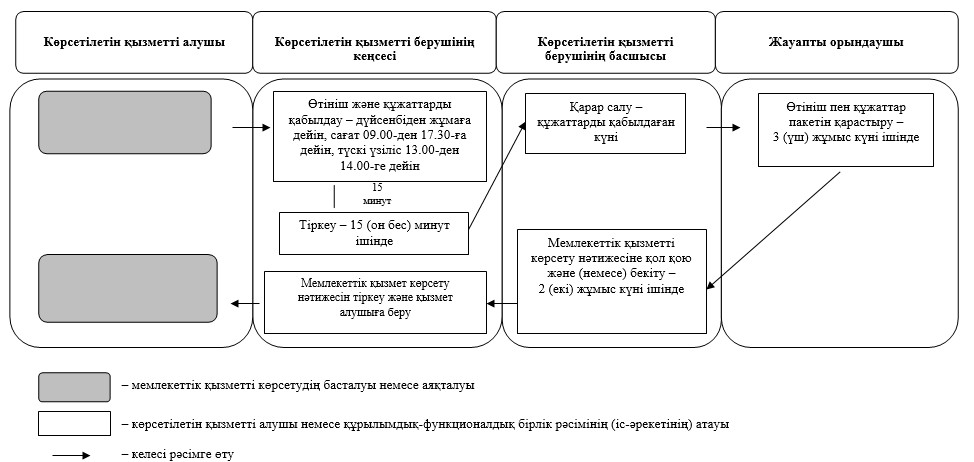 Көрсетілетін қызметті алушы
Көрсетілетін қызметті берушінің
кеңсесі
Көрсетілетін қызметті
берушінің басшысы
Жауапты орындаушы
Өтініш және құжаттарды
қабылдау – дүйсенбіден жұмаға
дейін, сағат 09.00-ден 17.30-ға
дейін, түскі үзіліс 13.00-ден
14.00-ге дейін
15
минут
Тіркеу – 15 (он бес) минут
ішінде
Қарар салу –
құжаттарды қабылдаған
күні
Өтініш пен құжаттар
пакетін қарастыру –
3 (үш) жұмыс күні ішінде
Мемлекеттік қызметті
көрсету нәтижесіне қол қою
және (немесе) бекіту –
2 (екі) жұмыс күні ішінде
Мемлекеттік қызмет көрсету
нәтижесін тіркеу және қызмет
алушыға беру
– мемлекеттік қызметті көрсетудің басталуы немесе аяқталуы
– көрсетілетін қызметті алушы немесе құрылымдық-функционалдық бірлік рәсімінің (іс-әрекетінің) атауы
– келесі рәсімге өту